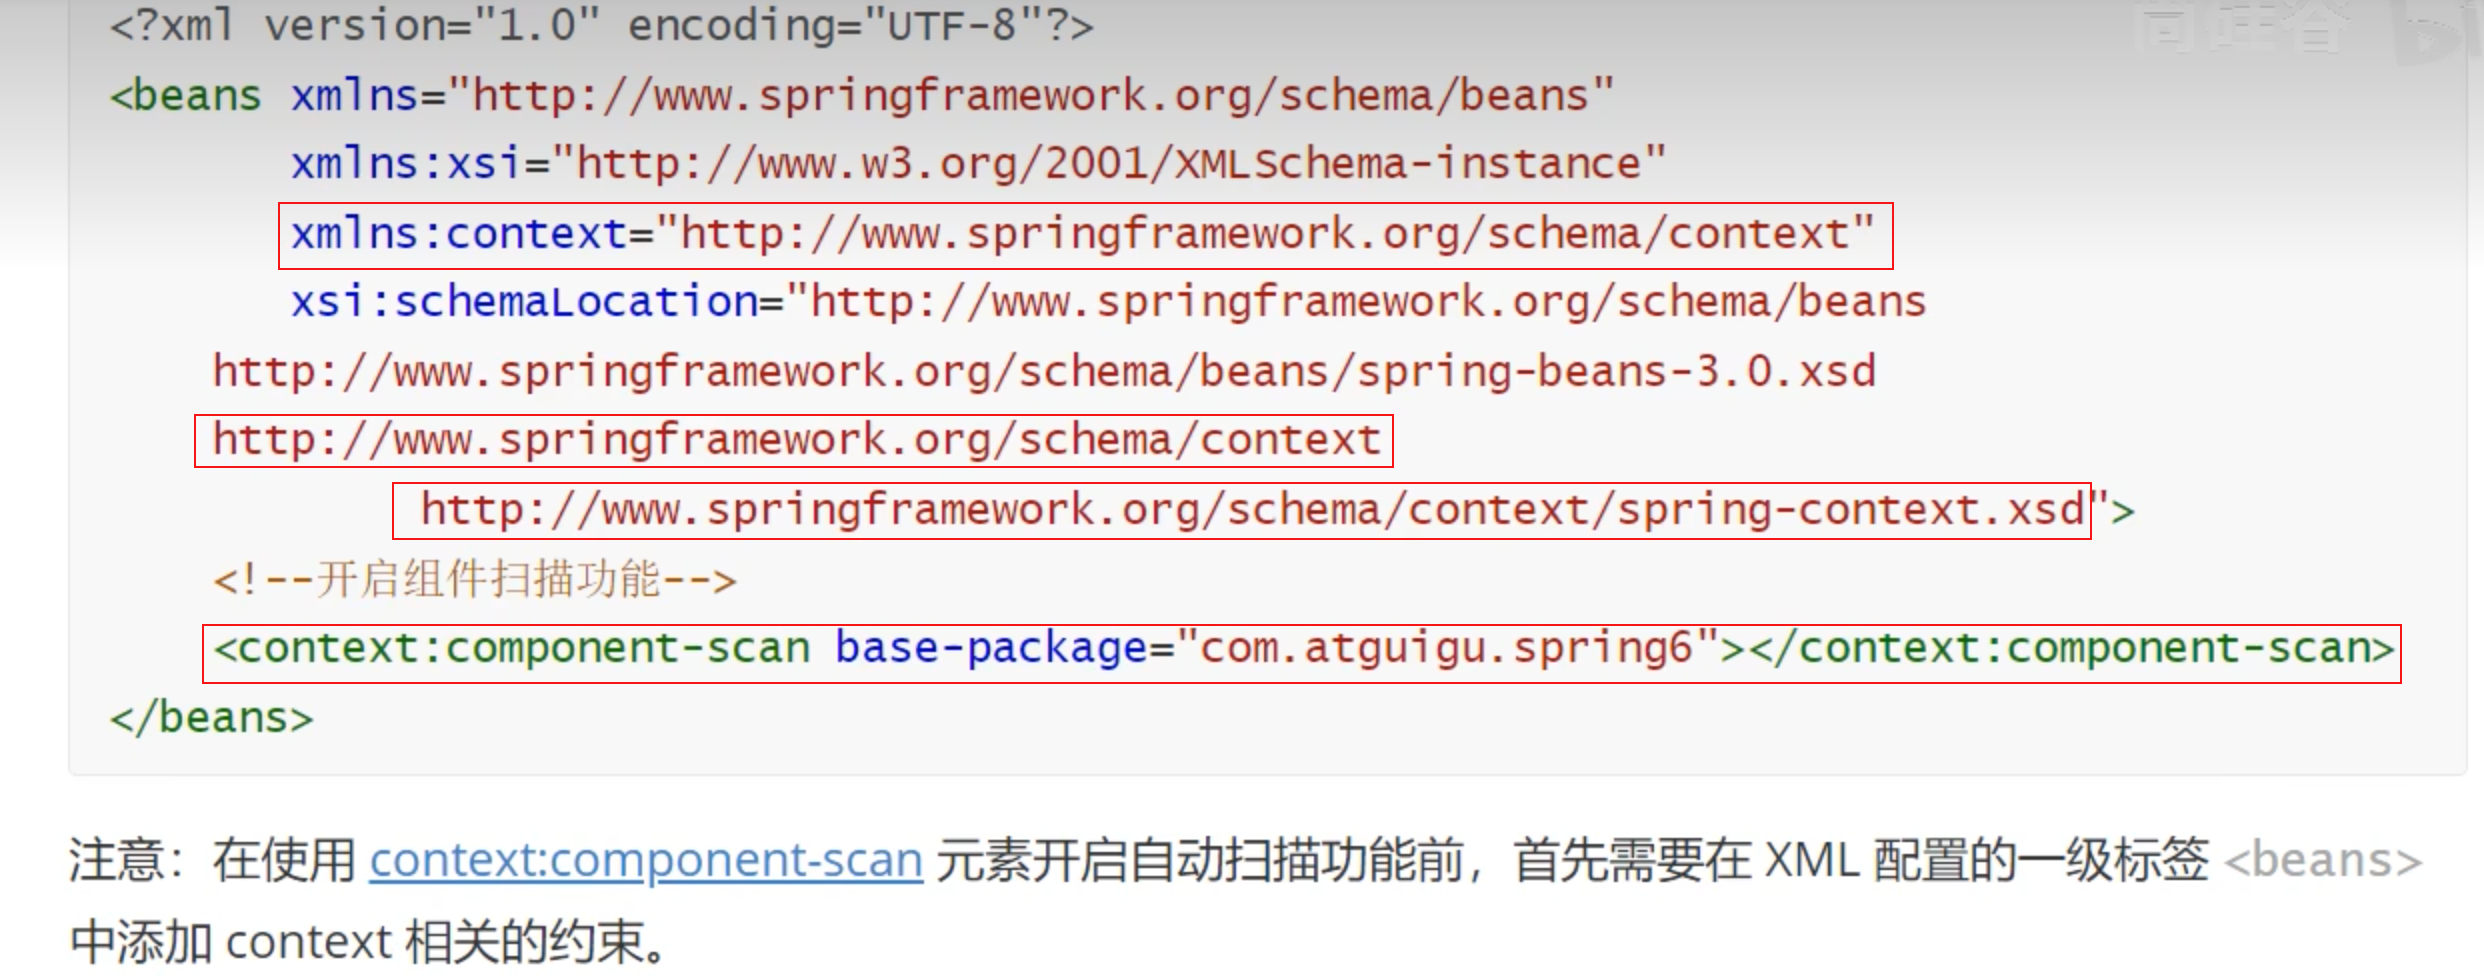 <?xml version="1.0" encoding="UTF-8"?>
<beans xmlns="http://www.springframework.org/schema/beans"
xmlns:xsi="http://www.w3.org/2001/XMLSchema-instance"
xmlns:context="http://www.springframework.org/schema/context"
xsi:schemaLocation="http://www.springframework.org/schema/beans
http://www.springframework.org/schema/beans/spring-beans-3.0.xsd
http://www.springframework.org/schema/context
http://www.springframework.org/schema/context/spring-context.xsd">
<!--开启组件扫描功能-->
<context:component-scan base-package="com.atguigu.spring6"></context:component-scan>
</beans>
注意：在使用 context:component-scan 元素开启自动扫描功能前，首先需要在 XML 配置的一级标签 <beans>
中添加 context 相关的约束。